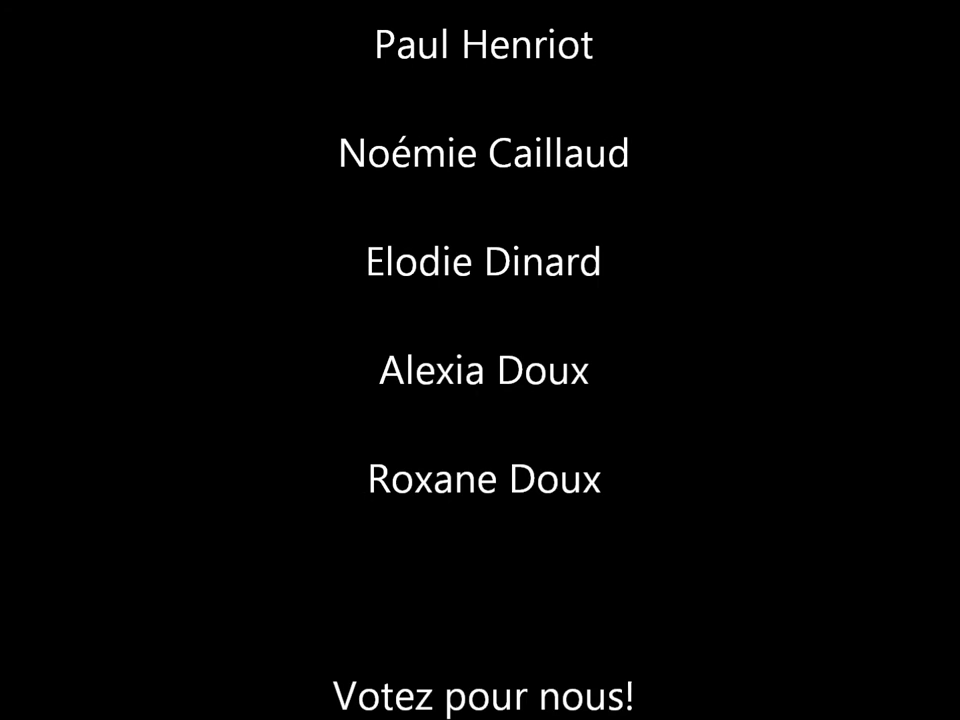 Paul Henriot
Noémie Caillaud
Elodie Dinard
Alexia Doux
Roxane Doux
Votez pour nous!